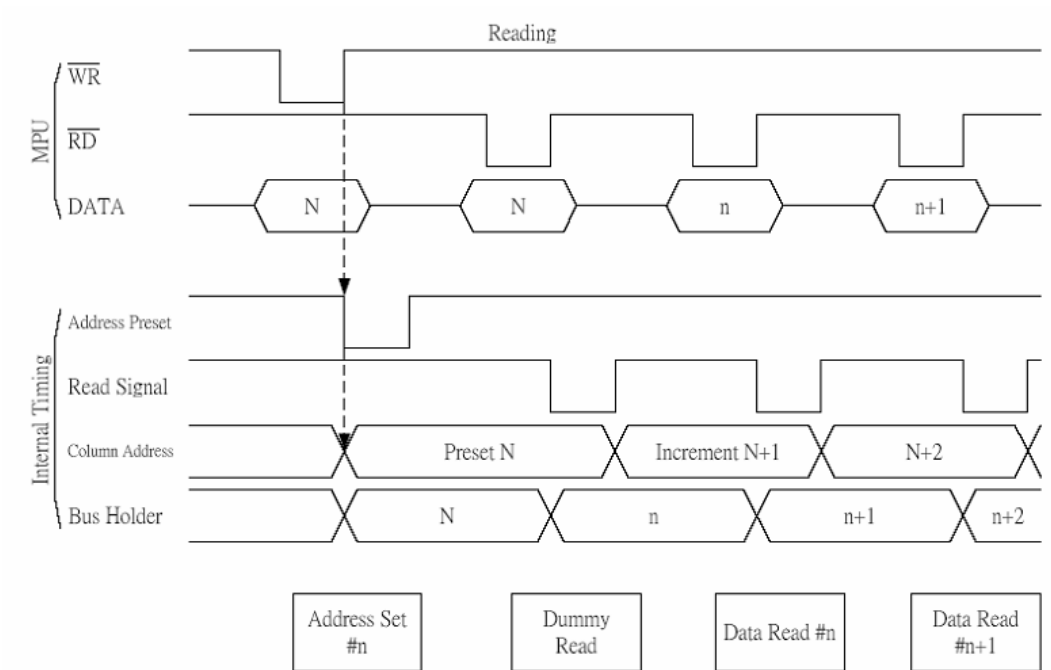 Reading
MPU
WR
RD
DATA
N
N
n
n+1
Internal Timing
Address Preset
Read Signal
Column Address
Preset N
Increment N+1
N+2
Bus Holder
N
n
n+1
n+2
Address Set
#n
Dummy
Read
Data Read #n
Data Read
#n+1